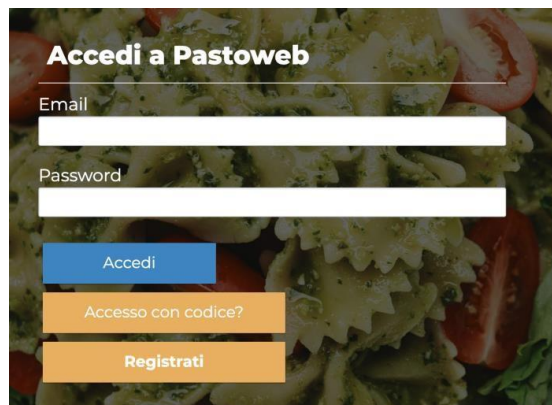 Accedi a Pastoweb
Email
Password
Accedi
Accesso con codice?
Registrati